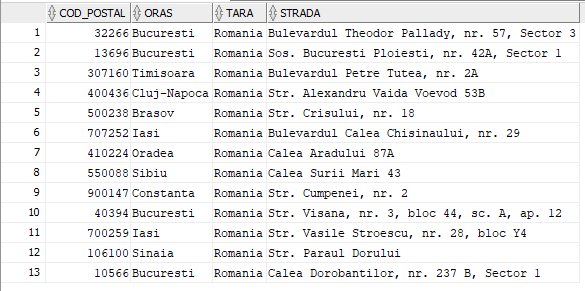 COD_POSTAL ORAS TARA STRADA
1 32266 Bucuresti Romania Bulevardul Theodor Pallady, nr. 57, Sector 3
2 13696 Bucuresti Romania Sos. Bucuresti Ploiesti, nr. 42A, Sector 1
3 307160 Timisoara Romania Bulevardul Petre Tutea, nr. 2A
4 400436 Cluj-Napoca Romania Str. Alexandru Vaida Voevod 53B
5 500238 Brasov Romania Str. Crisului, nr. 18
6 707252 Iasi Romania Bulevardul Calea Chisinaului, nr. 29
7 410224 Oradea Romania Calea Aradului 87A
8 550088 Sibiu Romania Calea Surii Mari 43
9 900147 Constanta Romania Str. Cumpenei, nr. 2
10 40394 Bucuresti Romania Str. Visana, nr. 3, bloc 44, sc. A, ap. 12
11 700259 Iasi Romania Str. Vasile Stroescu, nr. 28, bloc Y4
12 106100 Sinaia Romania Str. Paraul Dorului
13 10566 Bucuresti Romania Calea Dorobantilor, nr. 237 B, Sector 1